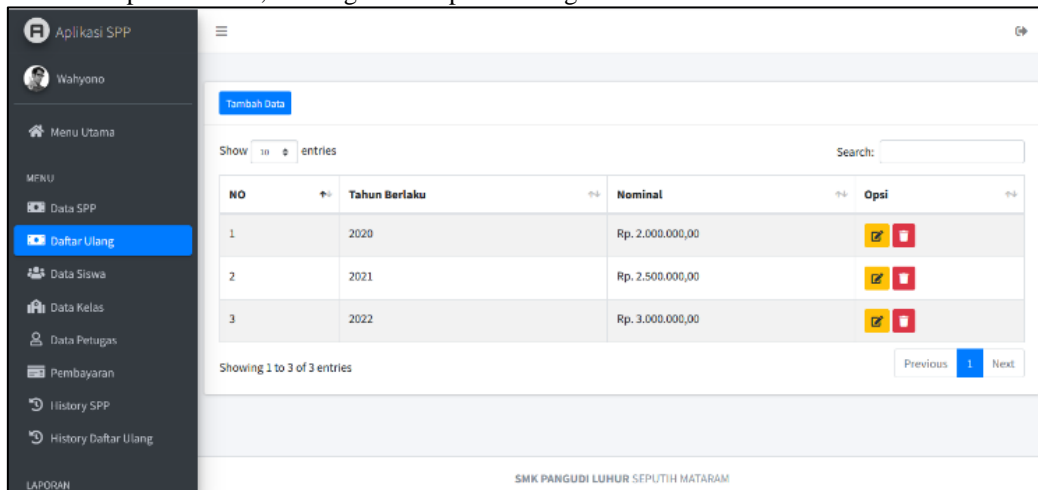 Aplikasi SPP
Wahyono
Tambah Data
Menu Utama
Show 10 entries
Search:
MENU
NO Tahun Berlaku Nominal Opsi
Data SPP
1 2020 Rp. 2.000.000,00
Daftar Ulang
2 2021 Rp. 2.500.000,00
Data Siswa
Data Kelas
3 2022 Rp. 3.000.000,00
Data Petugas
Showing 1 to 3 of 3 entries
Previous 1 Next
Pembayaran
History SPP
History Daftar Ulang
LAPORAN
SMK PANGUDI LUHUR SEPUTIH MATARAM